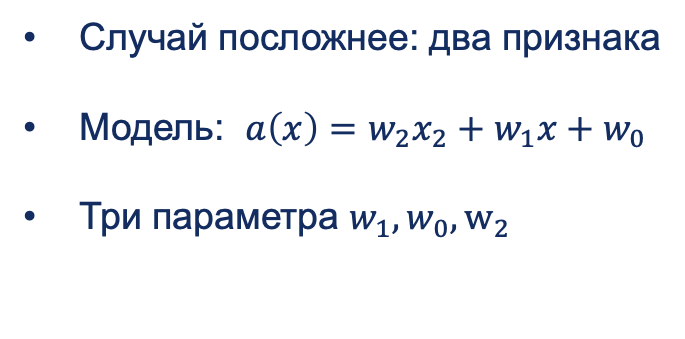 • Случай посложнее: два признака
• Модель: a(x) = w₂x₂ + w₁x + w₀
• Три параметра w₁, w₀, w₂